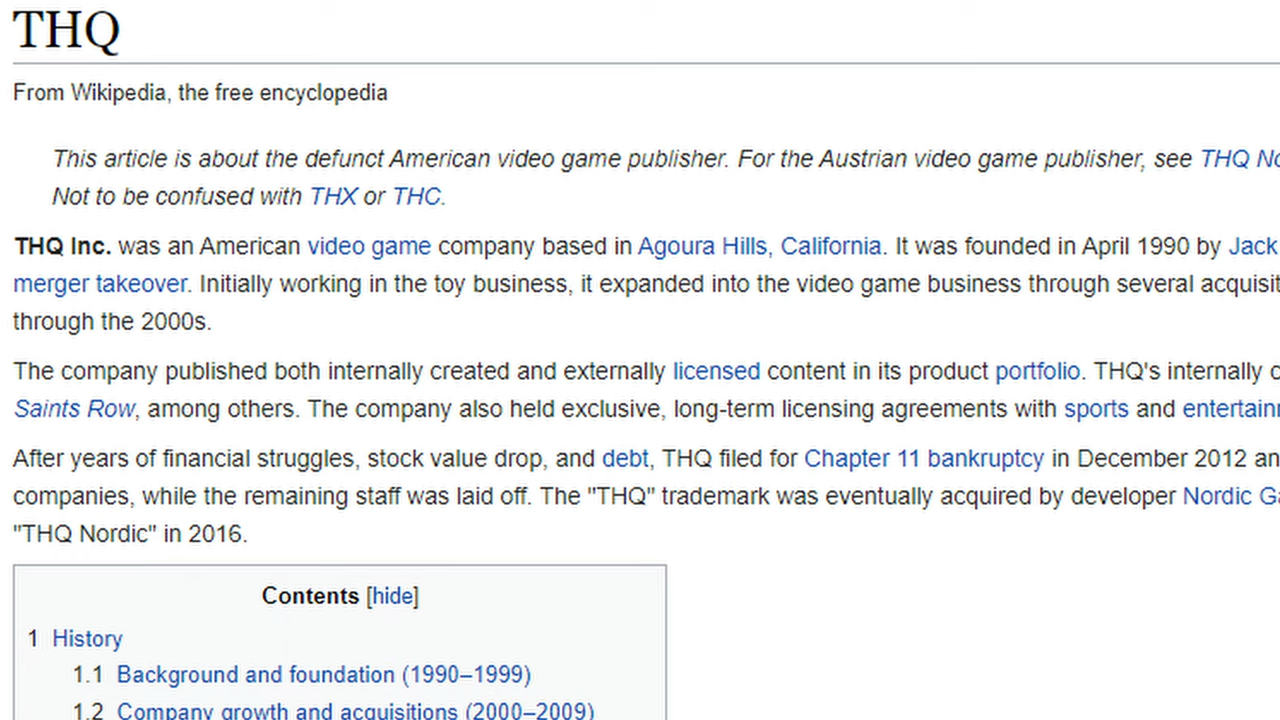 THQ
From Wikipedia, the free encyclopedia
This article is about the defunct American video game publisher. For the Austrian video game publisher, see THQ
Not to be confused with THX or THC.
THQ Inc. was an American video game company based in Agoura Hills, California. It was founded in April 1990 by Jack
merger takeover. Initially working in the toy business, it expanded into the video game business through several
through the 2000s.
The company published both internally created and externally licensed content in its product portfolio. THQ's internally
Saints Row, among others. The company also held exclusive, long-term licensing agreements with sports and
After years of financial struggles, stock value drop, and debt, THQ filed for Chapter 11 bankruptcy in December 2012
companies, while the remaining staff was laid off. The "THQ" trademark was eventually acquired by developer Nordic
"THQ Nordic" in 2016.
Contents [hide]
1 History
1.1 Background and foundation (1990–1999)
1.2 Company growth and acquisitions (2000–2009)